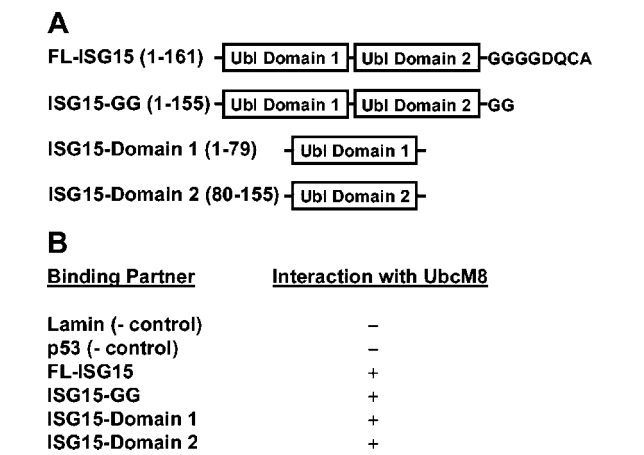 A
FL-ISG15 (1-161) Ubl Domain 1 Ubl Domain 2 GGGGDQCA
ISG15-GG (1-155) Ubl Domain 1 Ubl Domain 2 GG
ISG15-Domain 1 (1-79) Ubl Domain 1
ISG15-Domain 2 (80-155) Ubl Domain 2
B
Binding Partner Interaction with UbcM8
Lamin (- control) –
p53 (- control) –
FL-ISG15 +
ISG15-GG +
ISG15-Domain 1 +
ISG15-Domain 2 +